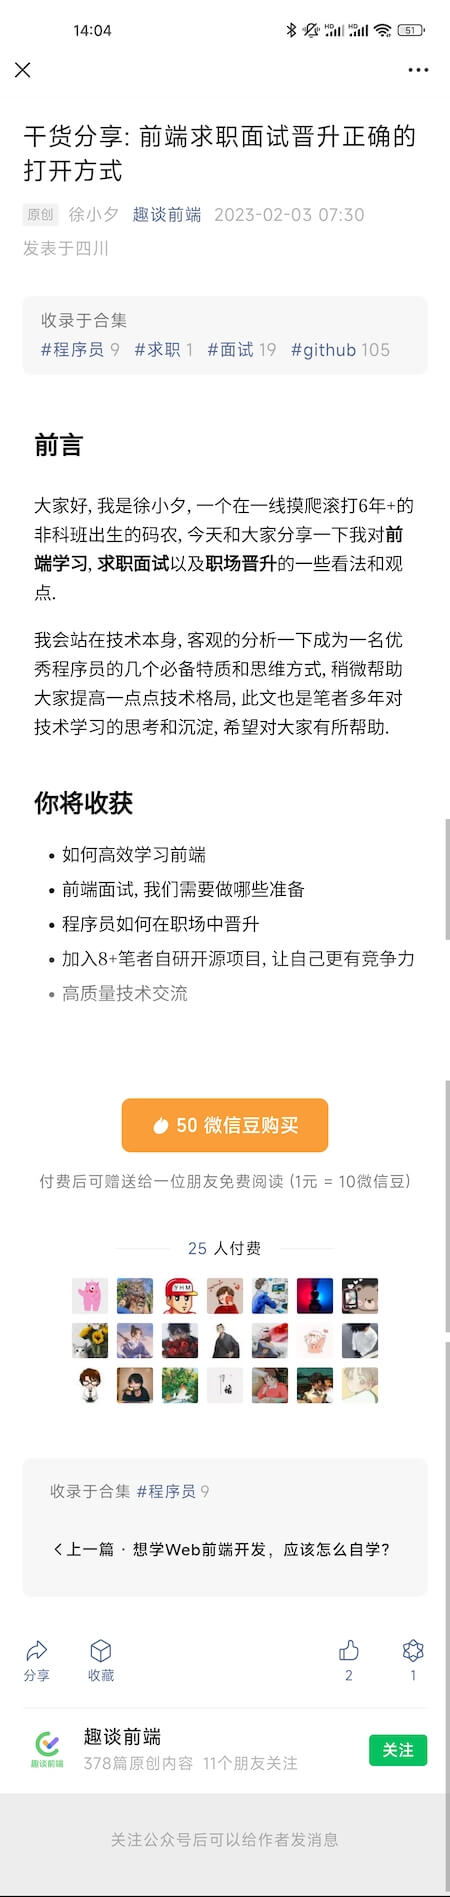 14:04
HD HD 51
干货分享: 前端求职面试晋升正确的
打开方式
原创 徐小夕 趣谈前端 2023-02-03 07:30
发表于四川
收录于合集
#程序员 9 #求职 1 #面试 19 #github 105
前言
大家好, 我是徐小夕, 一个在一线摸爬滚打6年+的
非科班出生的码农, 今天和大家分享一下我对前
端学习, 求职面试以及职场晋升的一些看法和观
点.
我会站在技术本身, 客观的分析一下成为一名优
秀程序员的几个必备特质和思维方式, 稍微帮助
大家提高一点点技术格局, 此文也是笔者多年对
技术学习的思考和沉淀, 希望对大家有所帮助.
你将收获
• 如何高效学习前端
• 前端面试, 我们需要做哪些准备
• 程序员如何在职场中晋升
• 加入8+笔者自研开源项目, 让自己更有竞争力
• 高质量技术交流
50 微信豆购买
付费后可赠送给一位朋友免费阅读 (1元 = 10微信豆)
25 人付费
收录于合集 #程序员 9
上一篇 · 想学Web前端开发，应该怎么自学?
分享 收藏 2 1
趣谈前端
趣谈前端
378篇原创内容 11个朋友关注
关注
关注公众号后可以给作者发消息